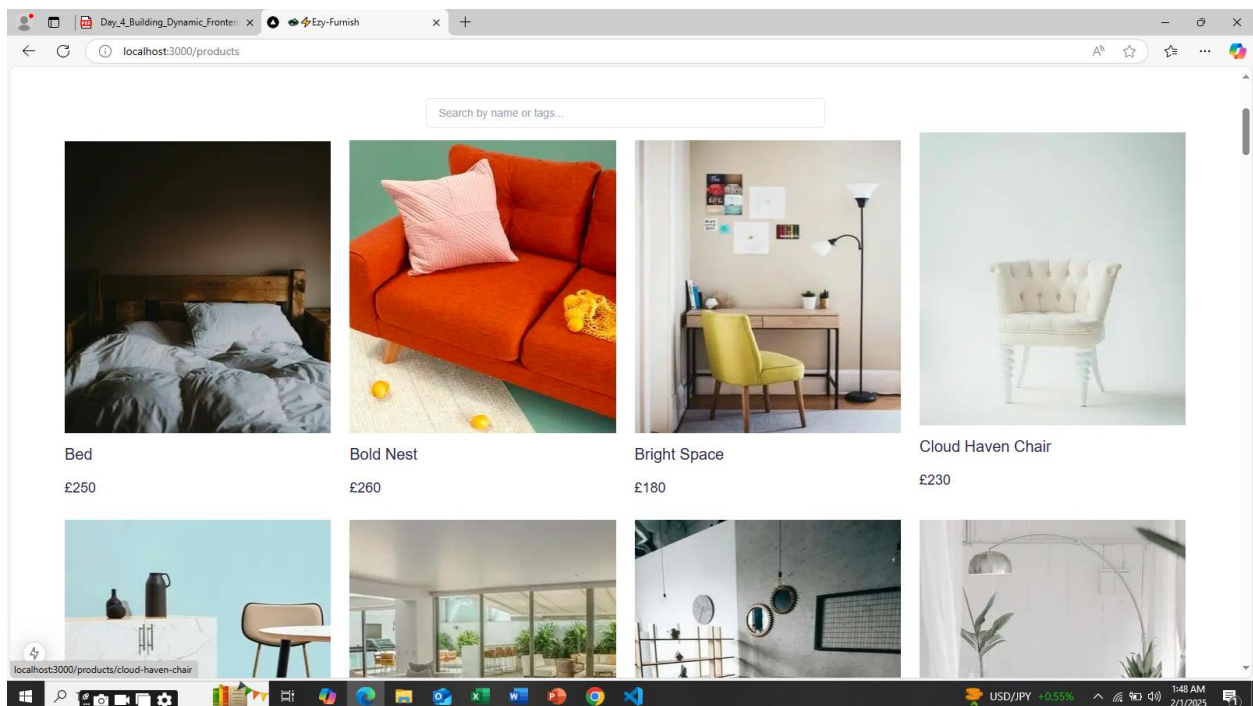 Day_4_Building_Dynamic_Fronten
Ezy-Furnish
localhost:3000/products
Search by name or tags...
Bed
£250
Bold Nest
£260
Bright Space
£180
Cloud Haven Chair
£230
localhost:3000/products/cloud-haven-chair
USD/JPY +0.55%
1:48 AM
2/1/2025